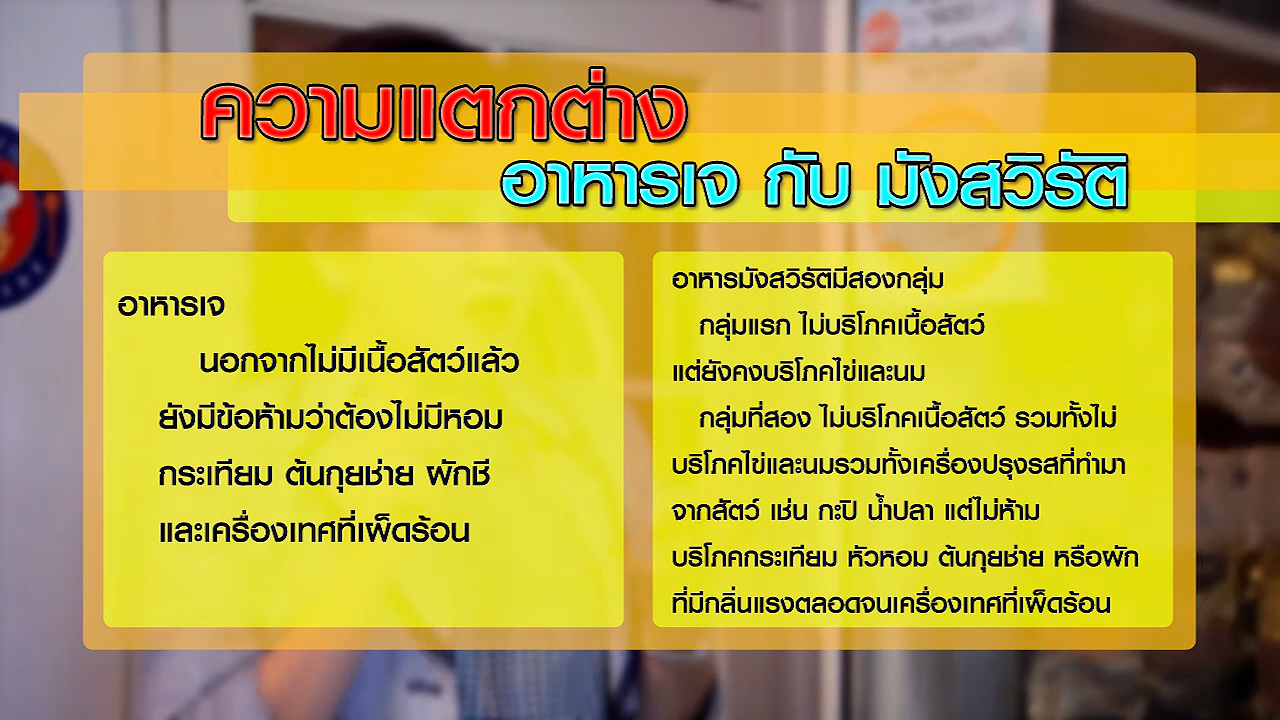 ความแตกต่าง
อาหารเจ กับ มังสวิรัติ
อาหารเจ
นอกจากไม่มีเนื้อสัตว์แล้ว
ยังมีข้อห้ามว่าต้องไม่มีหอม
กระเทียม ต้นกุยช่าย ผักชี
และเครื่องเทศที่เผ็ดร้อน
อาหารมังสวิรัติมีสองกลุ่ม
กลุ่มแรก ไม่บริโภคเนื้อสัตว์
แต่ยังคงบริโภคไข่และนม
กลุ่มที่สอง ไม่บริโภคเนื้อสัตว์ รวมทั้งไม่
บริโภคไข่และนมรวมทั้งเครื่องปรุงรสที่ทำมา
จากสัตว์ เช่น กะปิ น้ำปลา แต่ไม่ห้าม
บริโภคกระเทียม หัวหอม ต้นกุยช่าย หรือผัก
ที่มีกลิ่นแรงตลอดจนเครื่องเทศที่เผ็ดร้อน